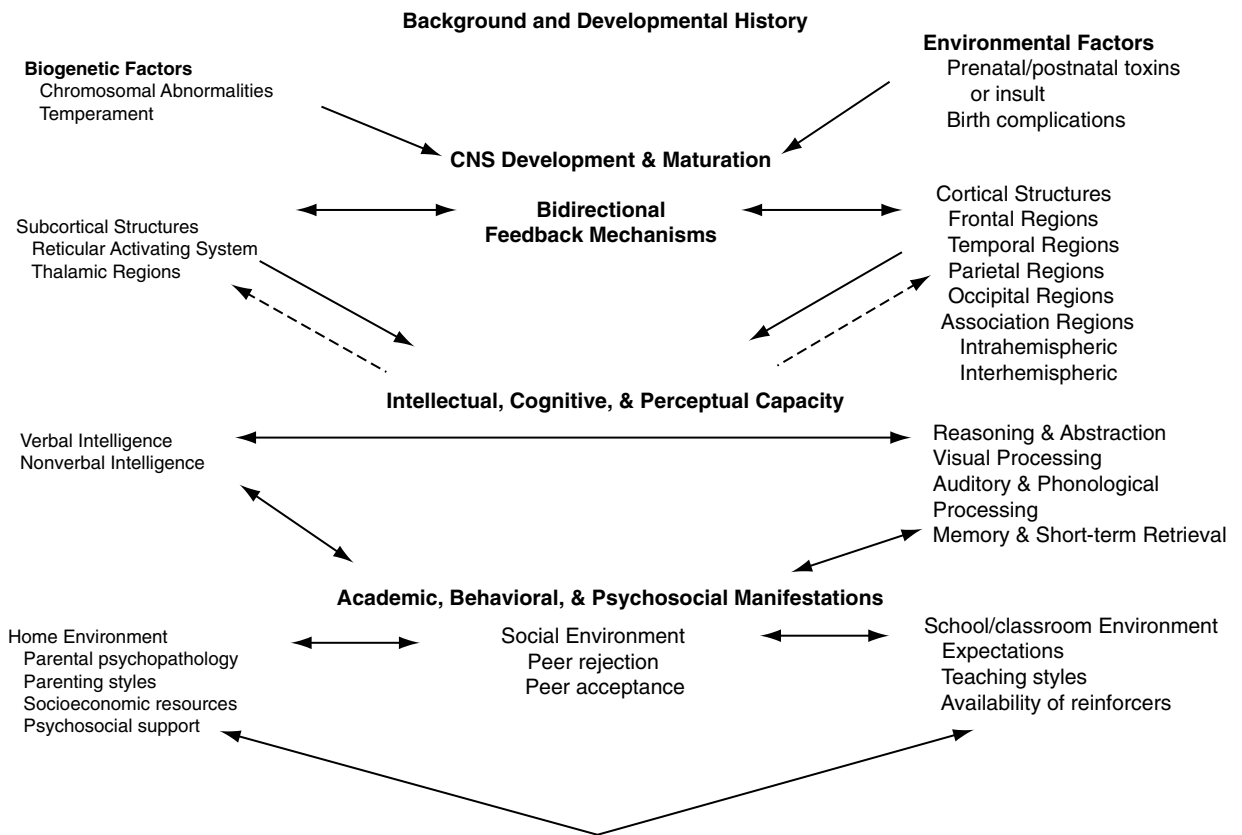 Background and Developmental History
Biogenetic Factors
Chromosomal Abnormalities
Temperament
Environmental Factors
Prenatal/postnatal toxins
or insult
Birth complications
CNS Development & Maturation
Subcortical Structures
Reticular Activating System
Thalamic Regions
Bidirectional
Feedback Mechanisms
Cortical Structures
Frontal Regions
Temporal Regions
Parietal Regions
Occipital Regions
Association Regions
Intrahemispheric
Interhemispheric
Intellectual, Cognitive, & Perceptual Capacity
Verbal Intelligence
Nonverbal Intelligence
Reasoning & Abstraction
Visual Processing
Auditory & Phonological
Processing
Memory & Short-term Retrieval
Academic, Behavioral, & Psychosocial Manifestations
Home Environment
Parental psychopathology
Parenting styles
Socioeconomic resources
Psychosocial support
Social Environment
Peer rejection
Peer acceptance
School/classroom Environment
Expectations
Teaching styles
Availability of reinforcers